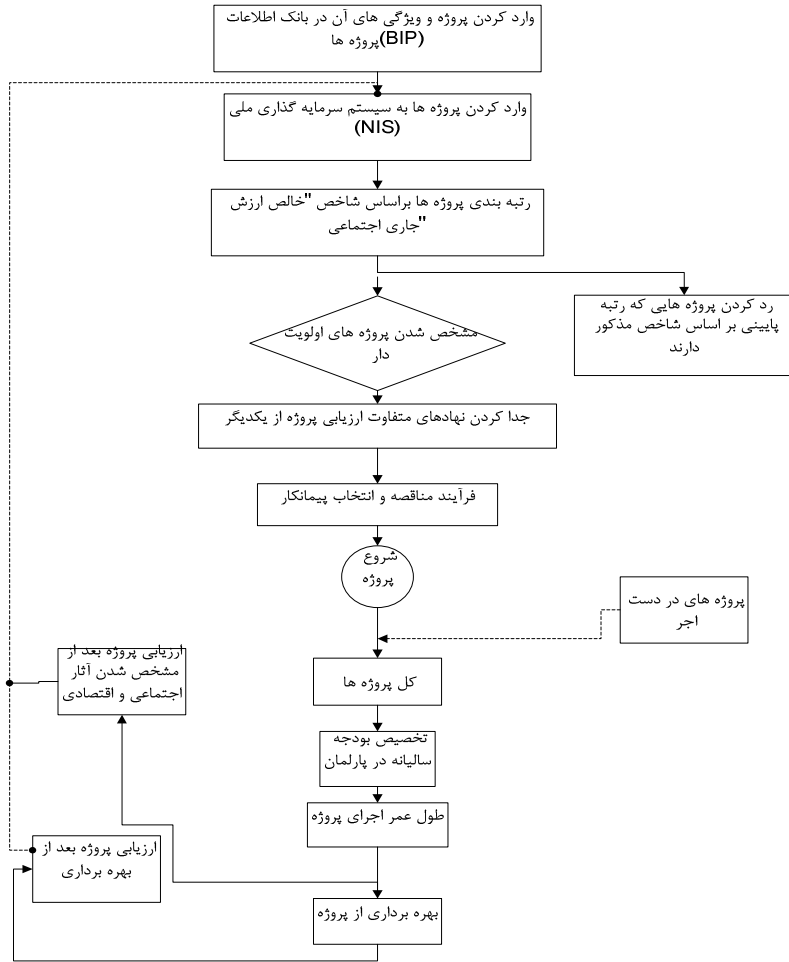 وارد کردن پروژه و ویژگی های آن در بانک اطلاعات
پروژه ها(BIP)
وارد کردن پروژه ها به سیستم سرمایه گذاری ملی
(NIS)
رتبه بندی پروژه ها براساس شاخص "خالص ارزش
جاری اجتماعی"
رد کردن پروژه هایی که رتبه
پایینی بر اساس شاخص مذکور
دارند
مشخص شدن پروژه های اولویت
دار
جدا کردن نهادهای متفاوت ارزیابی پروژه از یکدیگر
فرآیند مناقصه و انتخاب پیمانکار
شروع
پروژه
پروژه های در دست
اجر
کل پروژه ها
ارزیابی پروژه بعد از
مشخص شدن آثار
اجتماعی و اقتصادی
تخصیص بودجه
سالیانه در پارلمان
طول عمر اجرای پروژه
ارزیابی پروژه بعد از
بهره برداری
بهره برداری از پروژه